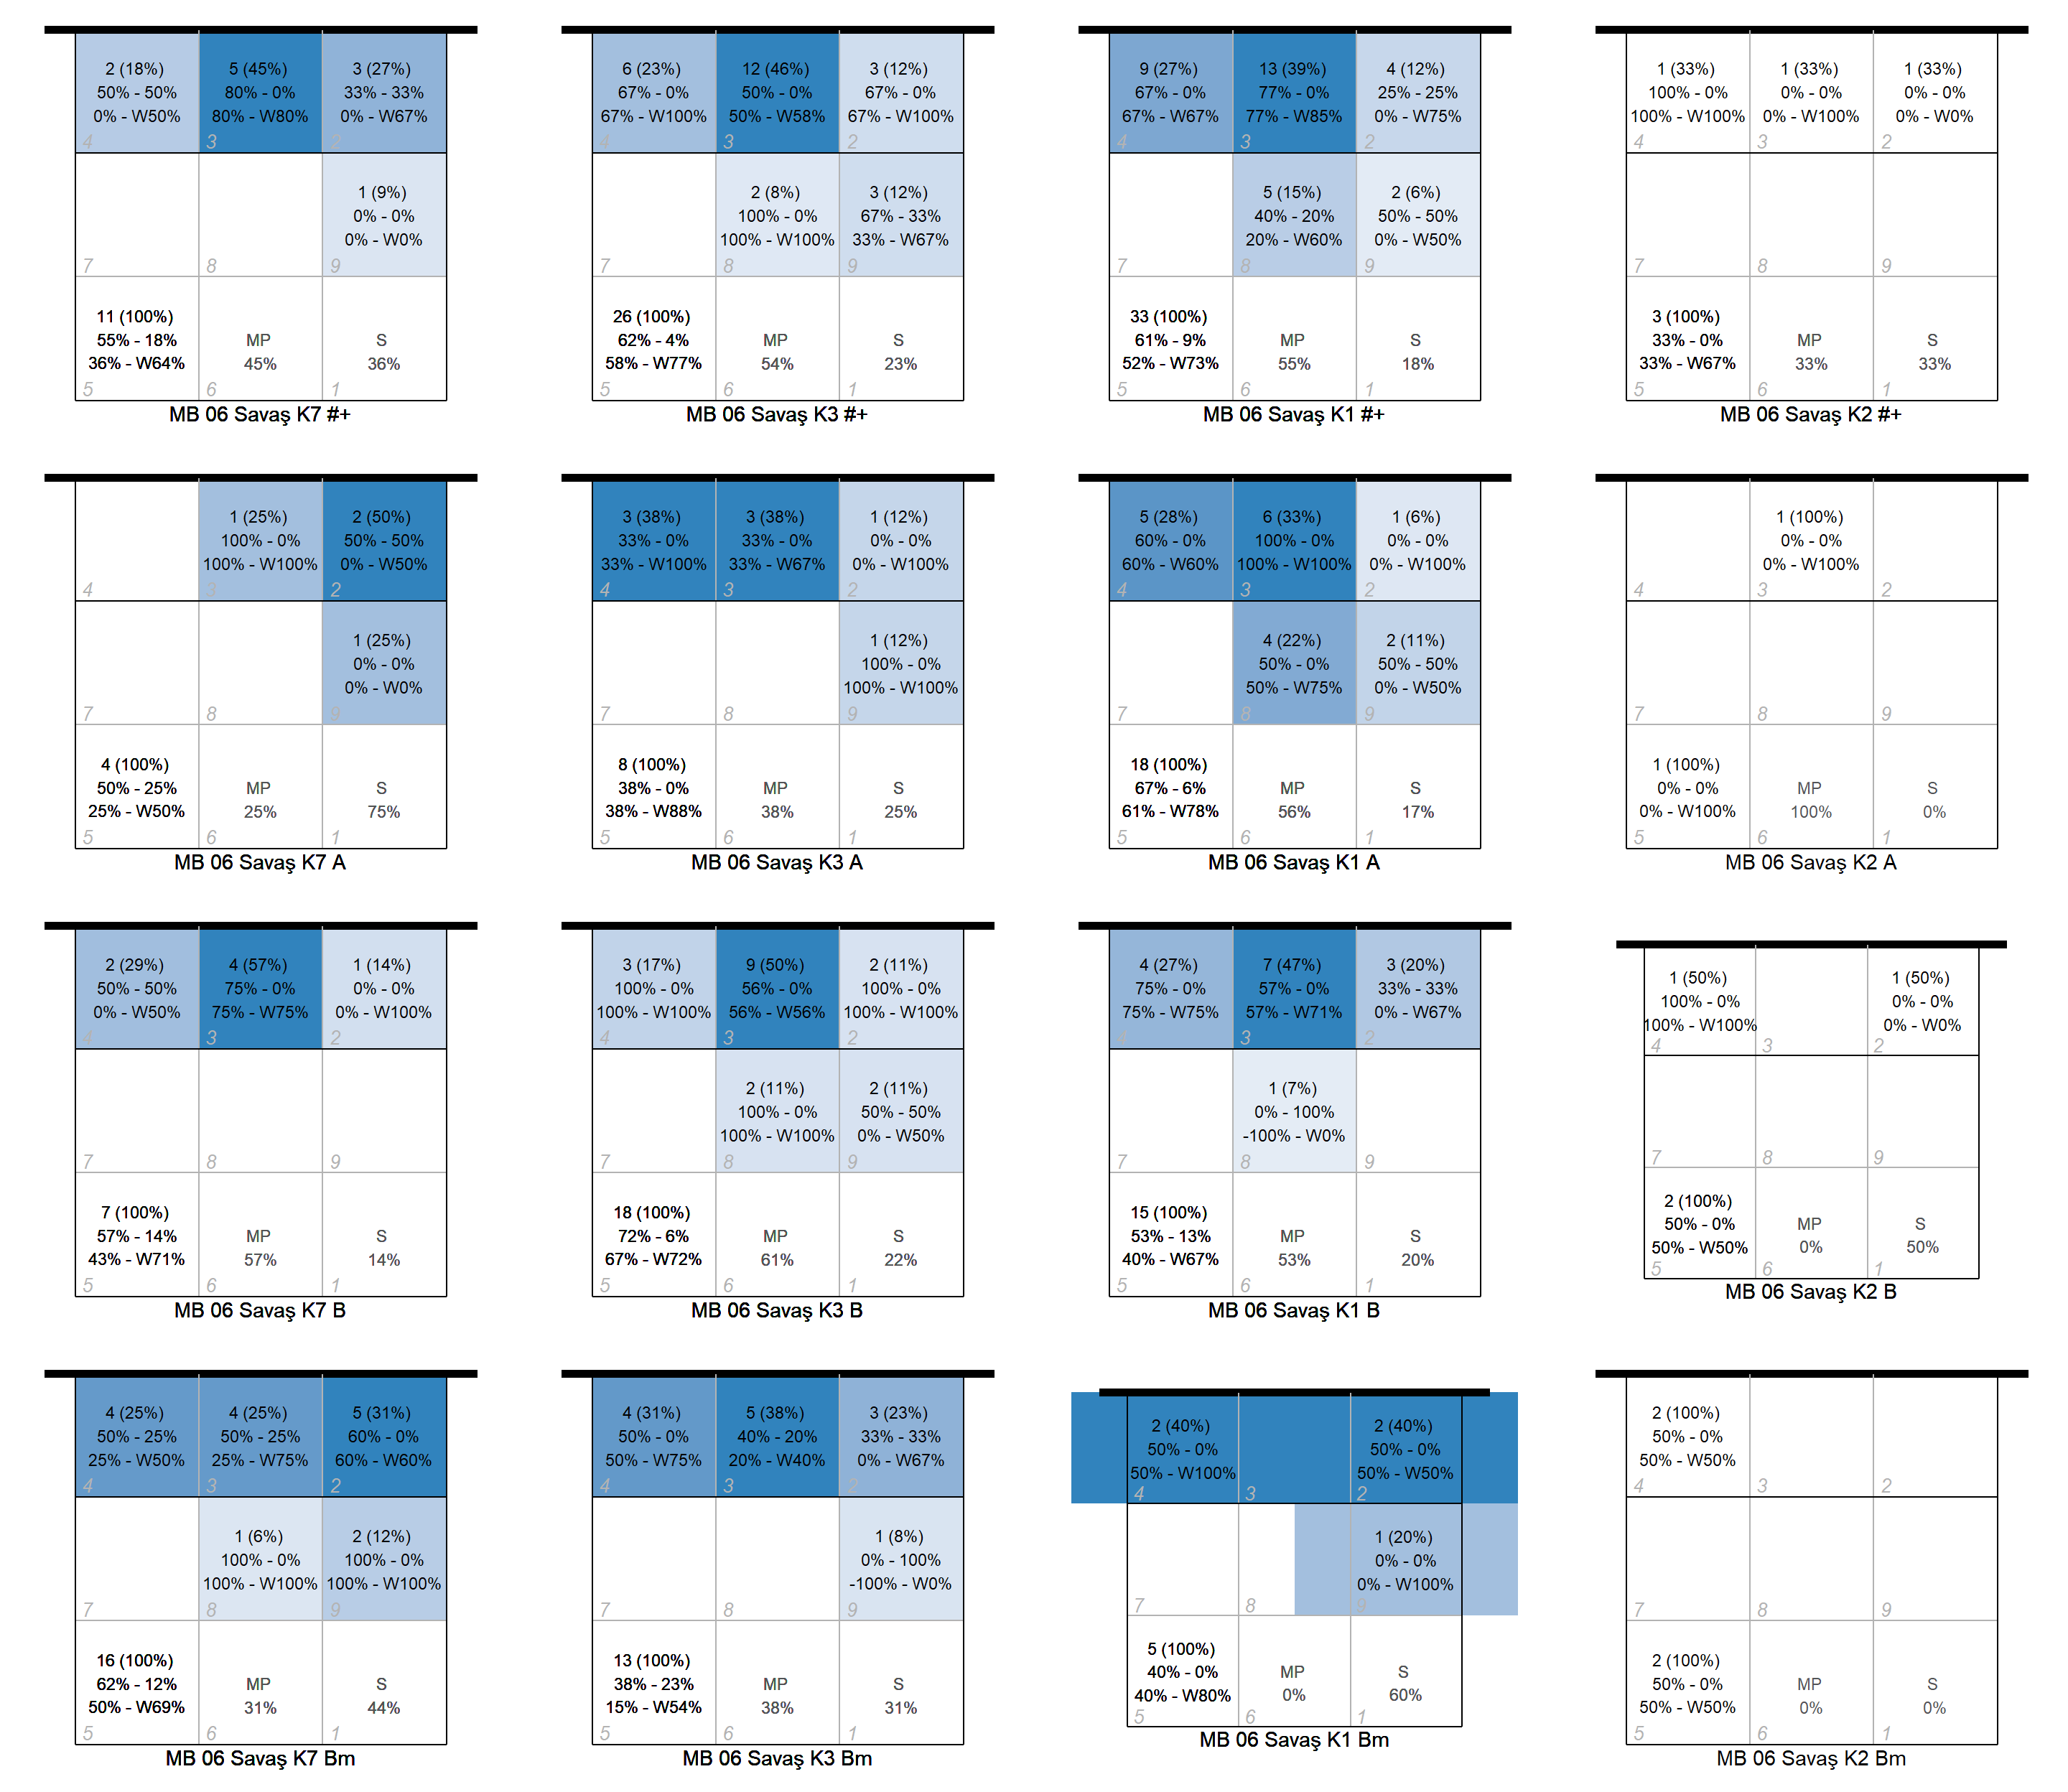 2 (18%)
50% - 50%
0% - W50%
4
5 (45%)
80% - 0%
80% - W80%
3
3 (27%)
33% - 33%
0% - W67%
2
7
8
1 (9%)
0% - 0%
0% - W0%
9
11 (100%)
55% - 18%
36% - W64%
5
MP
45%
6
S
36%
1
MB 06 Savaş K7 #+
6 (23%)
67% - 0%
67% - W100%
4
12 (46%)
50% - 0%
50% - W58%
3
3 (12%)
67% - 0%
67% - W100%
2
7
2 (8%)
100% - 0%
100% - W100%
8
3 (12%)
67% - 33%
33% - W67%
9
26 (100%)
62% - 4%
58% - W77%
5
MP
54%
6
S
23%
1
MB 06 Savaş K3 #+
9 (27%)
67% - 0%
67% - W67%
4
13 (39%)
77% - 0%
77% - W85%
3
4 (12%)
25% - 25%
0% - W75%
2
7
5 (15%)
40% - 20%
20% - W60%
8
2 (6%)
50% - 50%
0% - W50%
9
33 (100%)
61% - 9%
52% - W73%
5
MP
55%
6
S
18%
1
MB 06 Savaş K1 #+
1 (33%)
100% - 0%
100% - W100%
4
1 (33%)
0% - 0%
0% - W100%
3
1 (33%)
0% - 0%
0% - W0%
2
7
8
9
3 (100%)
33% - 0%
33% - W67%
5
MP
33%
6
S
33%
1
MB 06 Savaş K2 #+
4
1 (25%)
100% - 0%
100% - W100%
3
2 (50%)
50% - 50%
0% - W50%
2
7
8
1 (25%)
0% - 0%
0% - W0%
9
4 (100%)
50% - 25%
25% - W50%
5
MP
25%
6
S
75%
1
MB 06 Savaş K7 A
3 (38%)
33% - 0%
33% - W100%
4
3 (38%)
33% - 0%
33% - W67%
3
1 (12%)
0% - 0%
0% - W100%
2
7
8
1 (12%)
100% - 0%
100% - W100%
9
8 (100%)
38% - 0%
38% - W88%
5
MP
38%
6
S
25%
1
MB 06 Savaş K3 A
5 (28%)
60% - 0%
60% - W60%
4
6 (33%)
100% - 0%
100% - W100%
3
1 (6%)
0% - 0%
0% - W100%
2
7
4 (22%)
50% - 0%
50% - W75%
8
2 (11%)
50% - 50%
0% - W50%
9
18 (100%)
67% - 6%
61% - W78%
5
MP
56%
6
S
17%
1
MB 06 Savaş K1 A
4
1 (100%)
0% - 0%
0% - W100%
3
2
7
8
9
1 (100%)
0% - 0%
0% - W100%
5
MP
100%
6
S
0%
1
MB 06 Savaş K2 A
2 (29%)
50% - 50%
0% - W50%
4
4 (57%)
75% - 0%
75% - W75%
3
1 (14%)
0% - 0%
0% - W100%
2
7
8
9
7 (100%)
57% - 14%
43% - W71%
5
MP
57%
6
S
14%
1
MB 06 Savaş K7 B
3 (17%)
100% - 0%
100% - W100%
4
9 (50%)
56% - 0%
56% - W56%
3
2 (11%)
100% - 0%
100% - W100%
2
7
2 (11%)
100% - 0%
100% - W100%
8
2 (11%)
50% - 50%
0% - W50%
9
18 (100%)
72% - 6%
67% - W72%
5
MP
61%
6
S
22%
1
MB 06 Savaş K3 B
4 (27%)
75% - 0%
75% - W75%
4
7 (47%)
57% - 0%
57% - W71%
3
3 (20%)
33% - 33%
0% - W67%
2
7
1 (7%)
0% - 100%
-100% - W0%
8
9
15 (100%)
53% - 13%
40% - W67%
5
MP
53%
6
S
20%
1
MB 06 Savaş K1 B
1 (50%)
100% - 0%
100% - W100%
4
3
1 (50%)
0% - 0%
0% - W0%
2
7
8
9
2 (100%)
50% - 0%
50% - W50%
5
MP
0%
6
S
50%
1
MB 06 Savaş K2 B
4 (25%)
50% - 25%
25% - W50%
4
4 (25%)
50% - 25%
25% - W75%
3
5 (31%)
60% - 0%
60% - W60%
2
7
1 (6%)
100% - 0%
100% - W100%
8
2 (12%)
100% - 0%
100% - W100%
9
16 (100%)
62% - 12%
50% - W69%
5
MP
31%
6
S
44%
1
MB 06 Savaş K7 Bm
4 (31%)
50% - 0%
50% - W75%
4
5 (38%)
40% - 20%
20% - W40%
3
3 (23%)
33% - 33%
0% - W67%
2
7
8
1 (8%)
0% - 100%
-100% - W0%
9
13 (100%)
38% - 23%
15% - W54%
5
MP
38%
6
S
31%
1
MB 06 Savaş K3 Bm
2 (40%)
50% - 0%
50% - W100%
4
3
2 (40%)
50% - 0%
50% - W50%
2
7
8
1 (20%)
0% - 0%
0% - W100%
9
5 (100%)
40% - 0%
40% - W80%
5
MP
0%
6
S
60%
1
MB 06 Savaş K1 Bm
2 (100%)
50% - 0%
50% - W50%
4
3
2
7
8
9
2 (100%)
50% - 0%
50% - W50%
5
MP
0%
6
S
0%
1
MB 06 Savaş K2 Bm